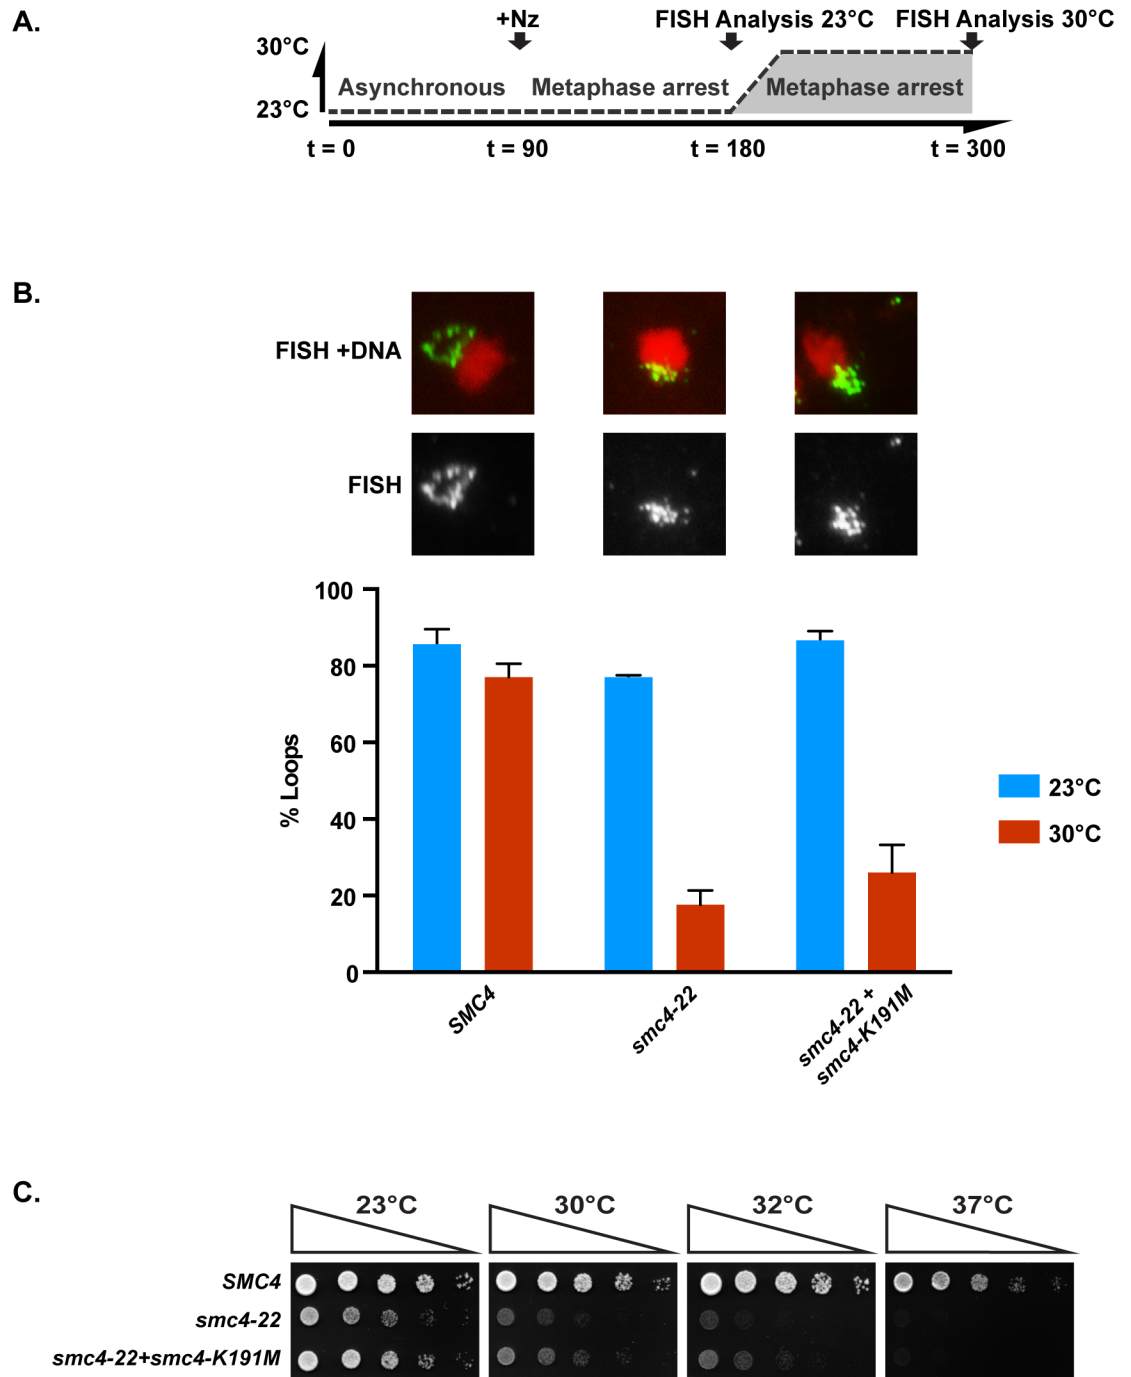 A.
+Nz
FISH Analysis 23°C
FISH Analysis 30°C
30°C
23°C
Asynchronous
Metaphase arrest
Metaphase arrest
t = 0
t = 90
t = 180
t = 300
B.
FISH +DNA
FISH
100
80
60
40
20
0
% Loops
23°C
30°C
SMC4
smc4-22
smc4-22 +
smc4-K191M
C.
23°C
30°C
32°C
37°C
SMC4
smc4-22
smc4-22+smc4-K191M